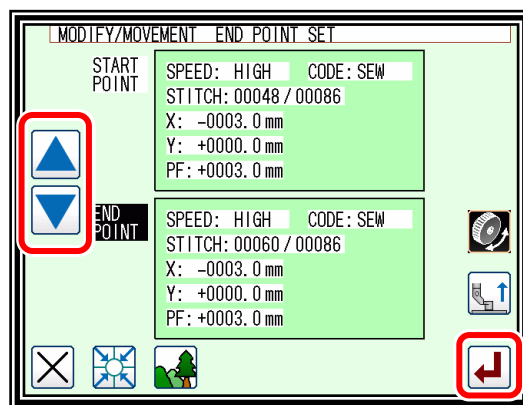 MODIFY/MOVEMENT END POINT SET
START
POINT
SPEED: HIGH CODE: SEW
STITCH: 00048 / 00086
X: -0003.0 mm
Y: +0000.0 mm
PF: +0003.0 mm
END
POINT
SPEED: HIGH CODE: SEW
STITCH: 00060 / 00086
X: -0003.0 mm
Y: +0000.0 mm
PF: +0003.0 mm